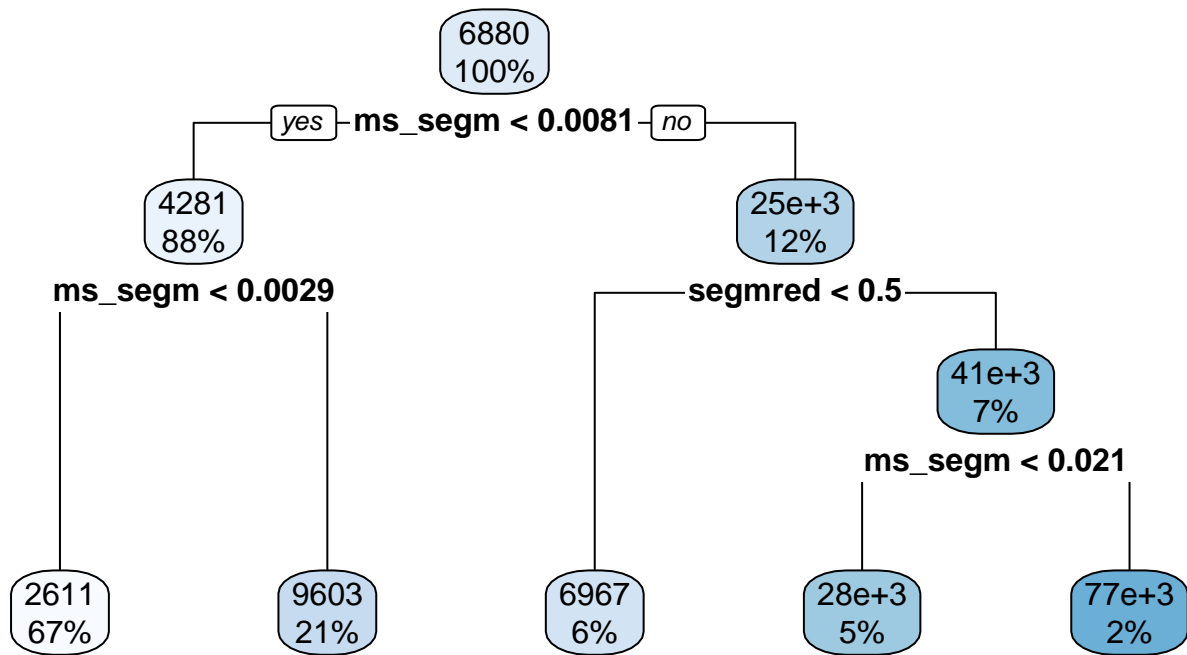 6880
100%
yes ms_segm < 0.0081 no
4281
88%
25e+3
12%
ms_segm < 0.0029
segmred < 0.5
41e+3
7%
ms_segm < 0.021
2611
67%
9603
21%
6967
6%
28e+3
5%
77e+3
2%